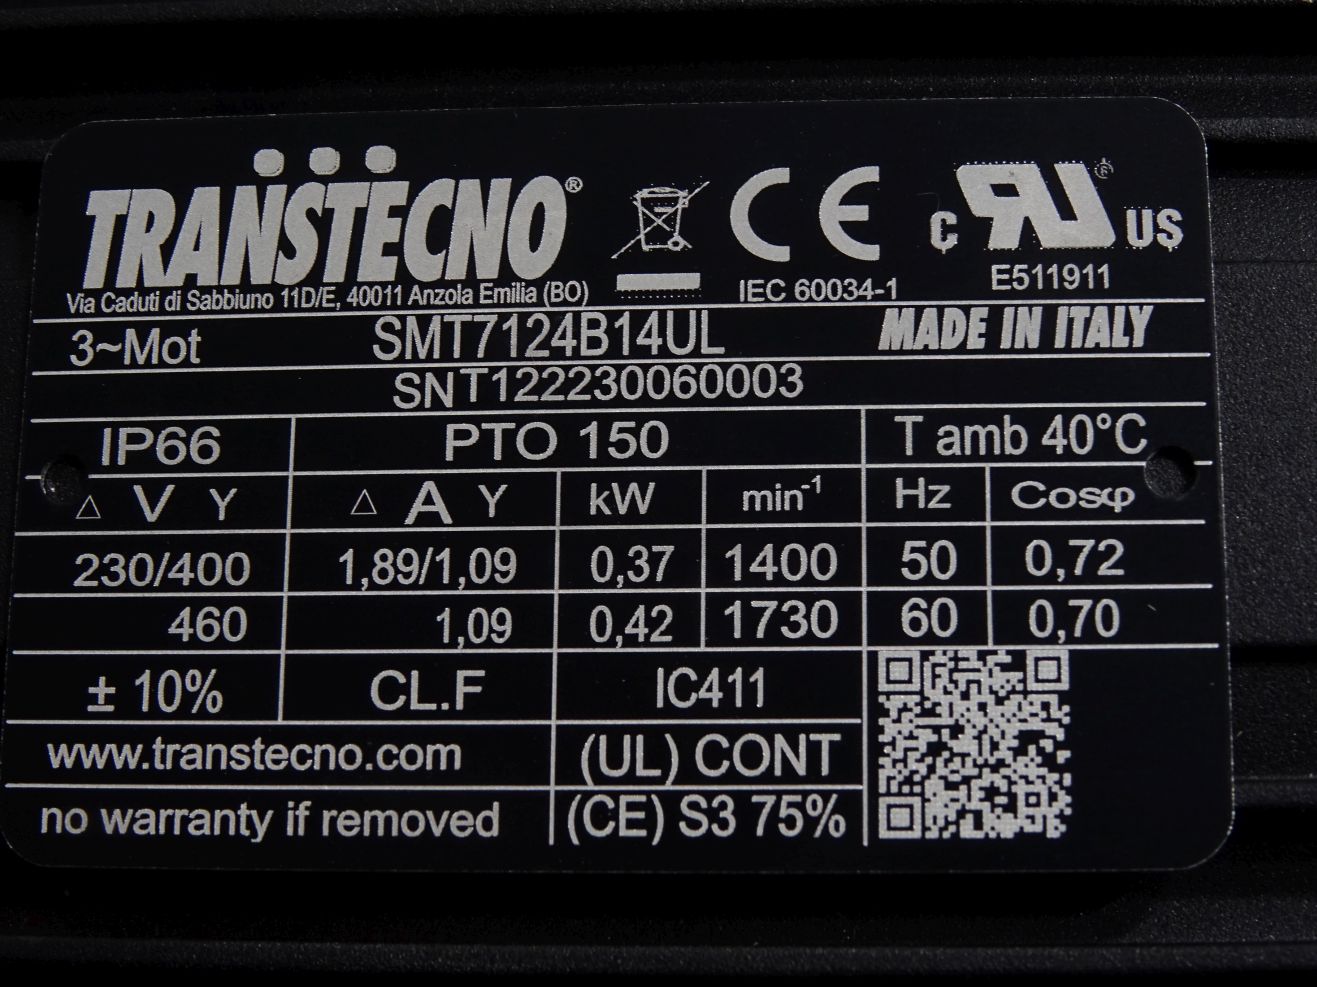 TRANSTECNO®
Via Caduti di Sabbiuno 11D/E, 40011 Anzola Emilia (BO)
CE
IEC 60034-1
c RU US
E511911
3~Mot SMT7124B14UL MADE IN ITALY
SNT122230060003
IP66 PTO 150 T amb 40°C
△ V Y △ A Y kW min-1 Hz Cosφ
230/400 1,89/1,09 0,37 1400 50 0,72
460 1,09 0,42 1730 60 0,70
± 10% CL.F IC411
www.transtecno.com (UL) CONT
no warranty if removed (CE) S3 75%